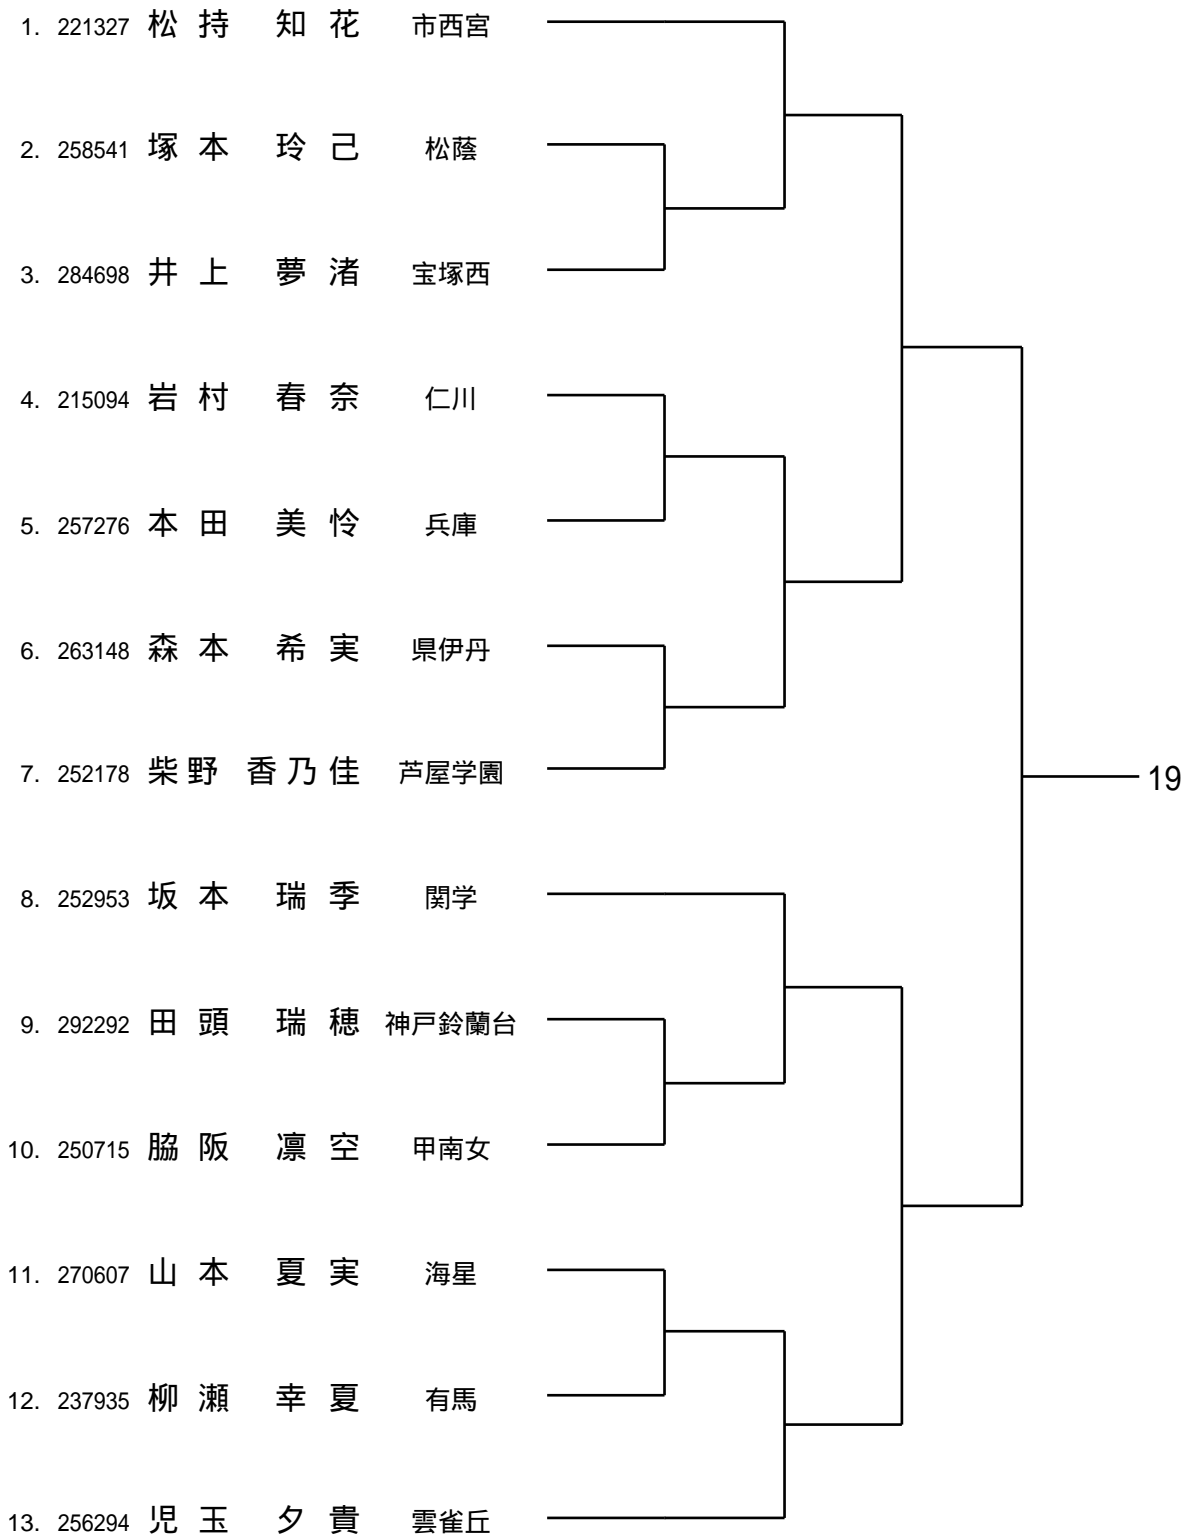 1. 221327 松持 知花 市西宮
2. 258541 塚本 玲己 松蔭
3. 284698 井上 夢渚 宝塚西
4. 215094 岩村 春奈 仁川
5. 257276 本田 美怜 兵庫
6. 263148 森本 希実 県伊丹
7. 252178 柴野 香乃佳 芦屋学園
19
8. 252953 坂本 瑞季 関学
9. 292292 田頭 瑞穂 神戸鈴蘭台
10. 250715 脇阪 凛空 甲南女
11. 270607 山本 夏実 海星
12. 237935 柳瀬 幸夏 有馬
13. 256294 児玉 夕貴 雲雀丘